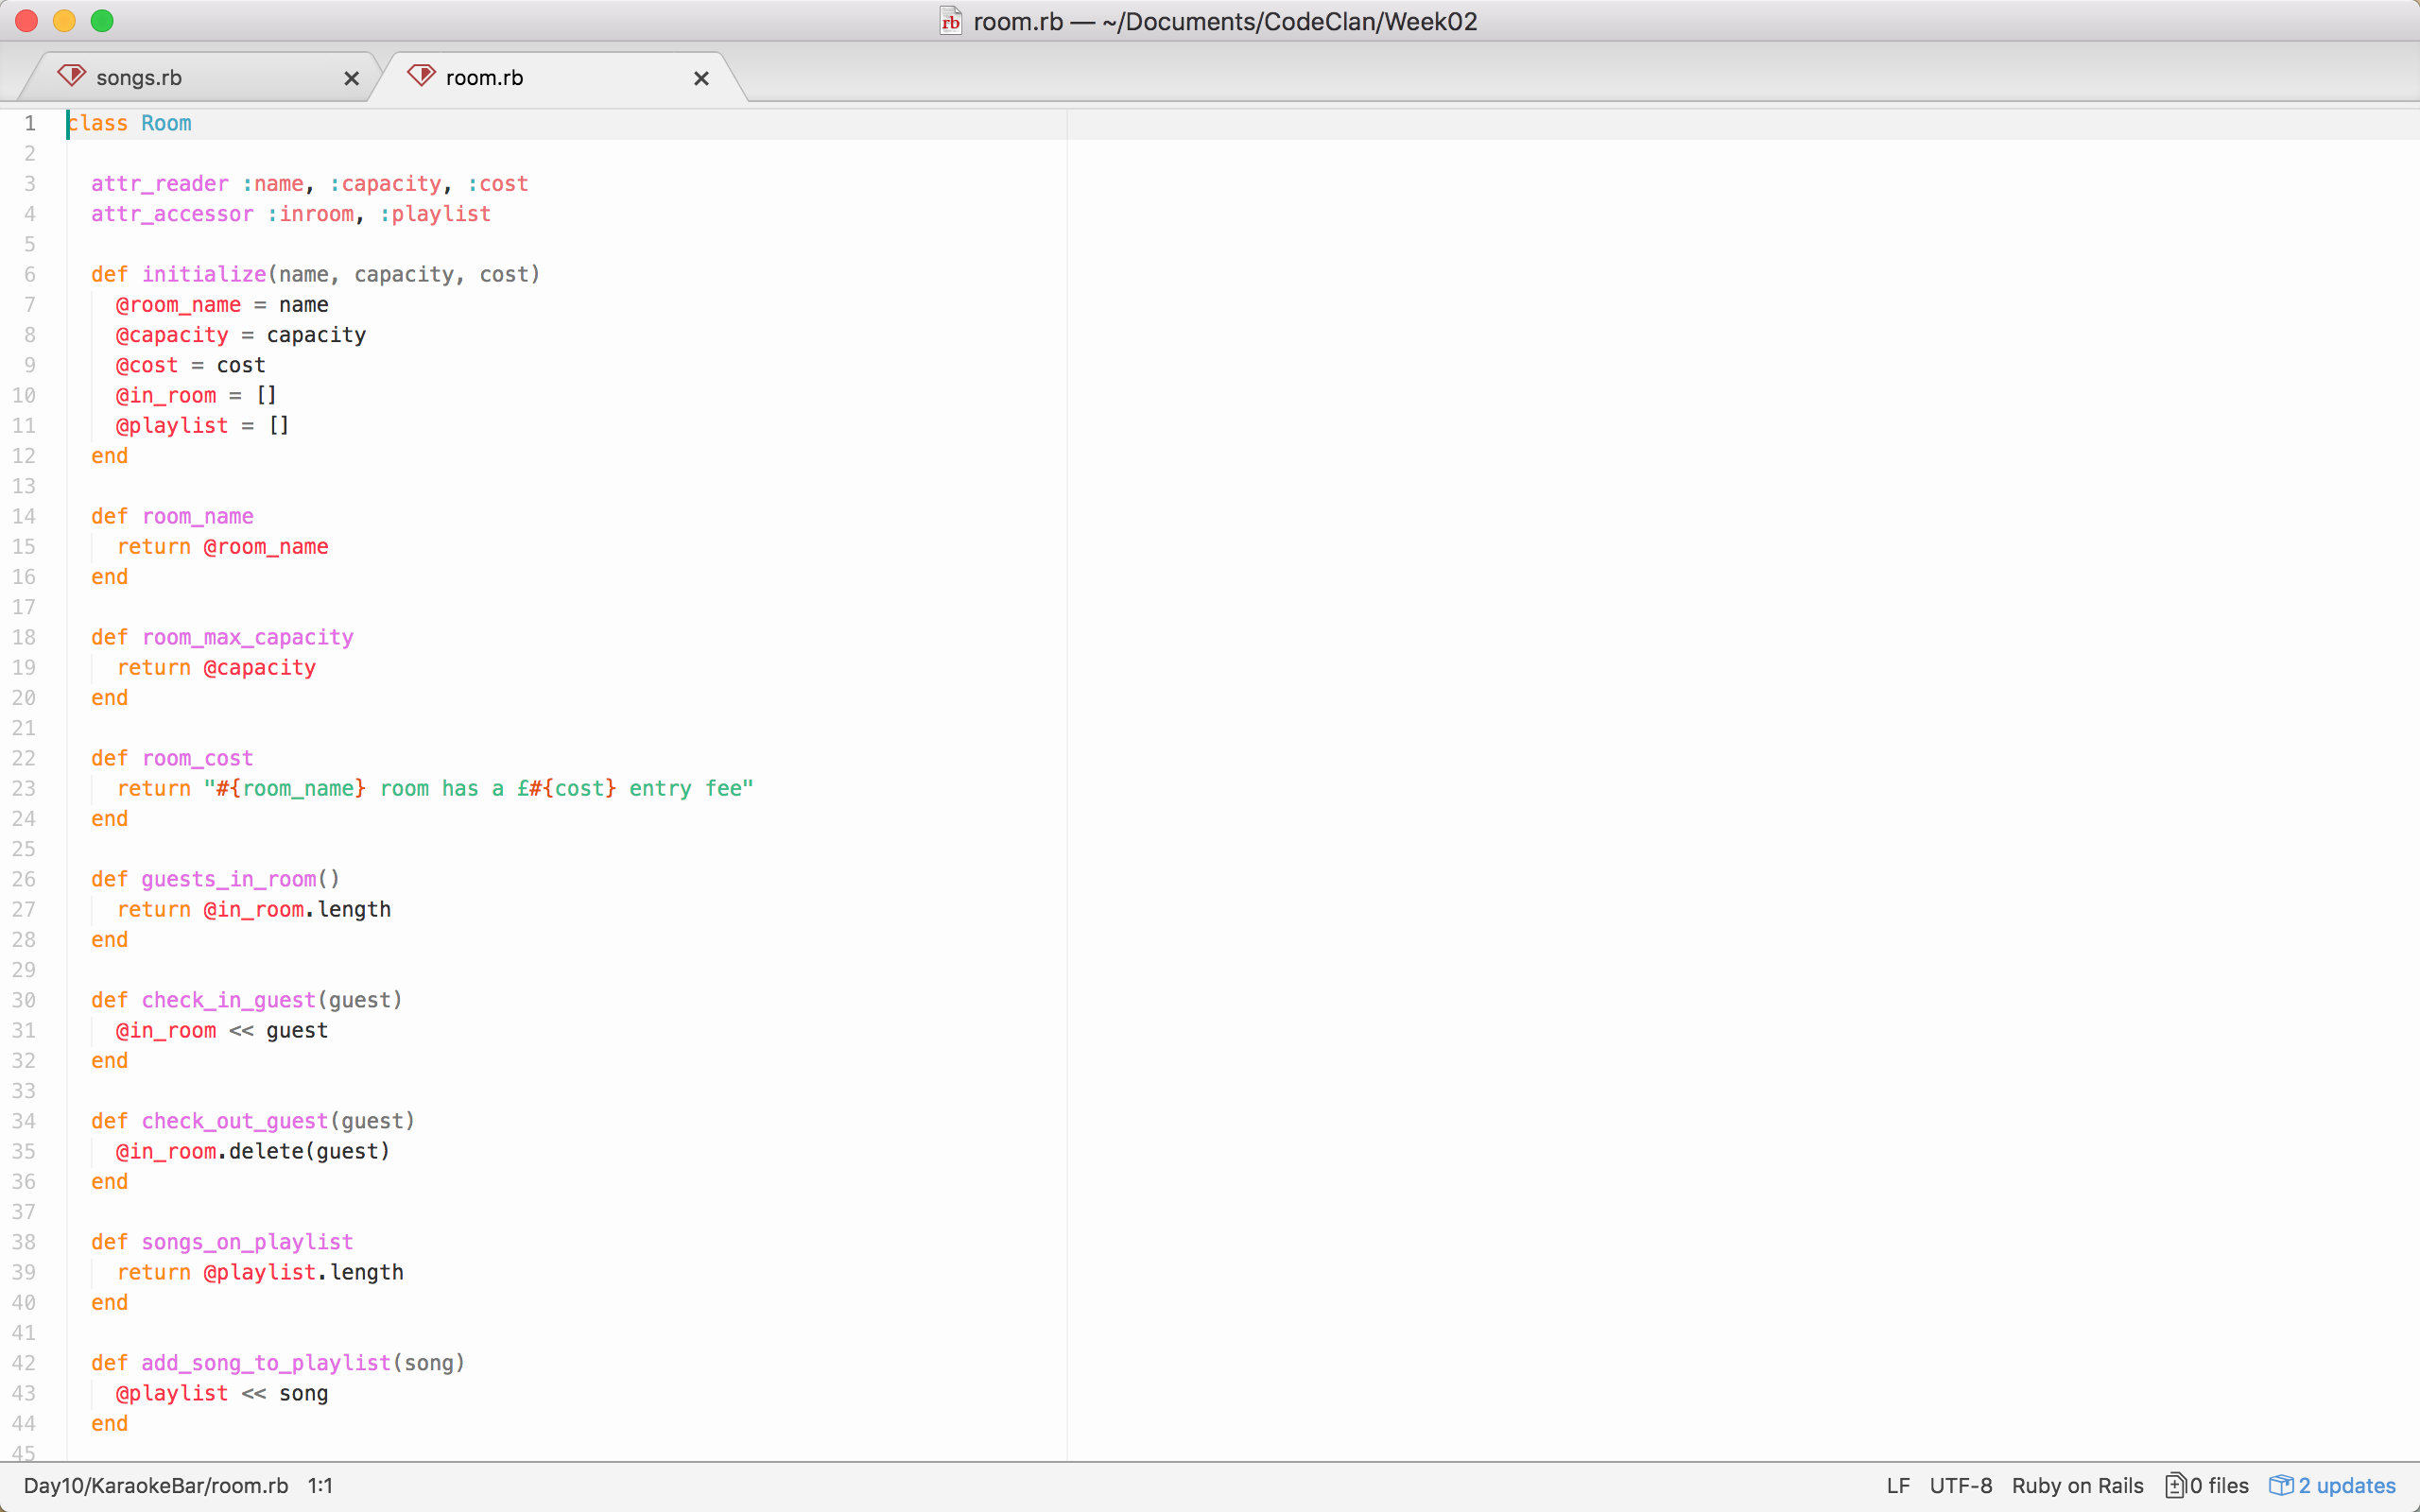 room.rb — ~/Documents/CodeClan/Week02
songs.rb
room.rb
1 class Room
2
3 attr_reader :name, :capacity, :cost
4 attr_accessor :inroom, :playlist
5
6 def initialize(name, capacity, cost)
7 @room_name = name
8 @capacity = capacity
9 @cost = cost
10 @in_room = []
11 @playlist = []
12 end
13
14 def room_name
15 return @room_name
16 end
17
18 def room_max_capacity
19 return @capacity
20 end
21
22 def room_cost
23 return "#{room_name} room has a £#{cost} entry fee"
24 end
25
26 def guests_in_room()
27 return @in_room.length
28 end
29
30 def check_in_guest(guest)
31 @in_room << guest
32 end
33
34 def check_out_guest(guest)
35 @in_room.delete(guest)
36 end
37
38 def songs_on_playlist
39 return @playlist.length
40 end
41
42 def add_song_to_playlist(song)
43 @playlist << song
44 end
45
Day10/KaraokeBar/room.rb 1:1 LF UTF-8 Ruby on Rails 0 files 2 updates